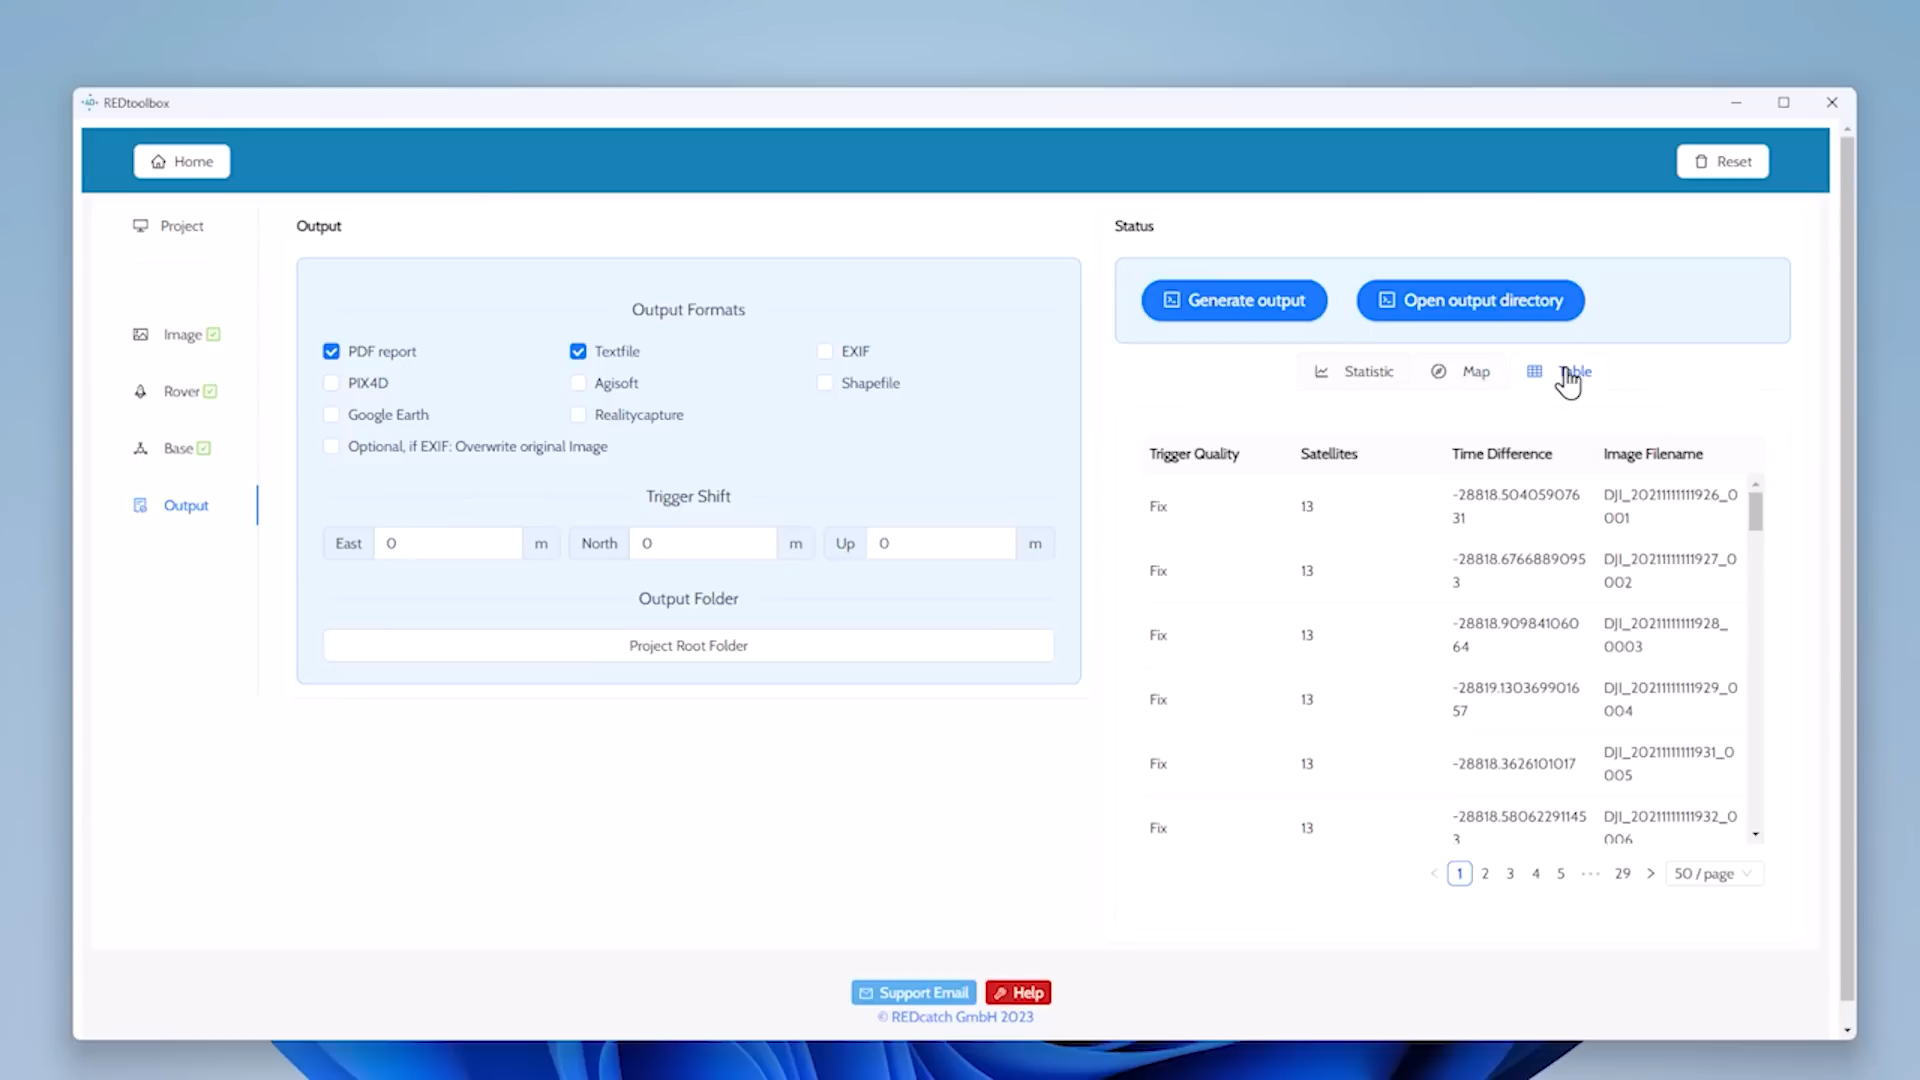 REDtoolbox
Home
Reset
Project
Image
Rover
Base
Output
Output
Output Formats
PDF report
Textfile
EXIF
PIX4D
Agisoft
Shapefile
Google Earth
Realitycapture
Optional, if EXIF: Overwrite original Image
Trigger Shift
East 0 m North 0 m Up 0 m
Output Folder
Project Root Folder
Status
Generate output
Open output directory
Statistic
Map
Table
Trigger Quality Satellites Time Difference Image Filename
Fix 13 -28818.504059076 DJI_20211111111926_0
31 001
Fix 13 -28818.6766889095 DJI_20211111111927_0
3 002
Fix 13 -28818.909841060 DJI_20211111111928_
64 0003
Fix 13 -28819.1303699016 DJI_20211111111929_0
57 004
Fix 13 -28818.3626101017 DJI_20211111111931_0
005
Fix 13 -28818.58062291145 DJI_20211111111932_0
3 006
< 1 2 3 4 5 ••• 29 > 50 / page
Support Email
Help
© REDcatch GmbH 2023